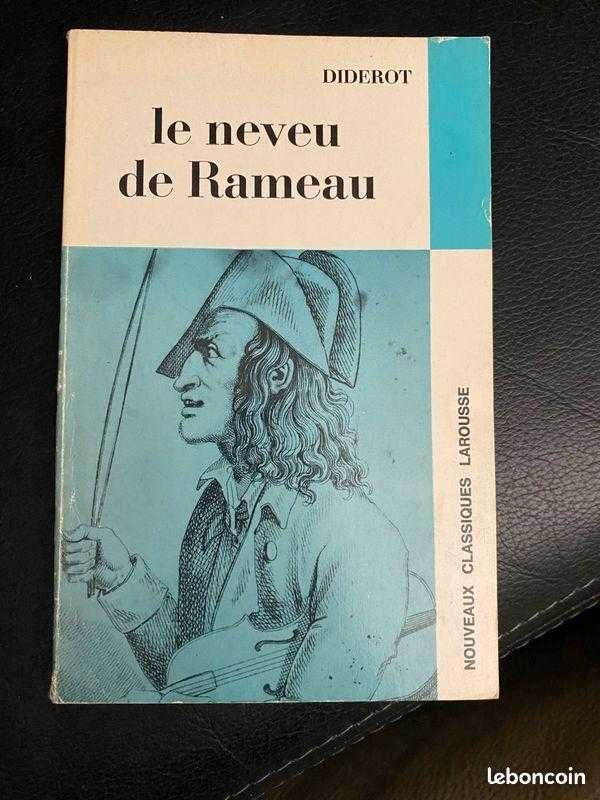 DIDEROT
le neveu
de Rameau
NOUVEAUX CLASSIQUES LAROUSSE
leboncoin